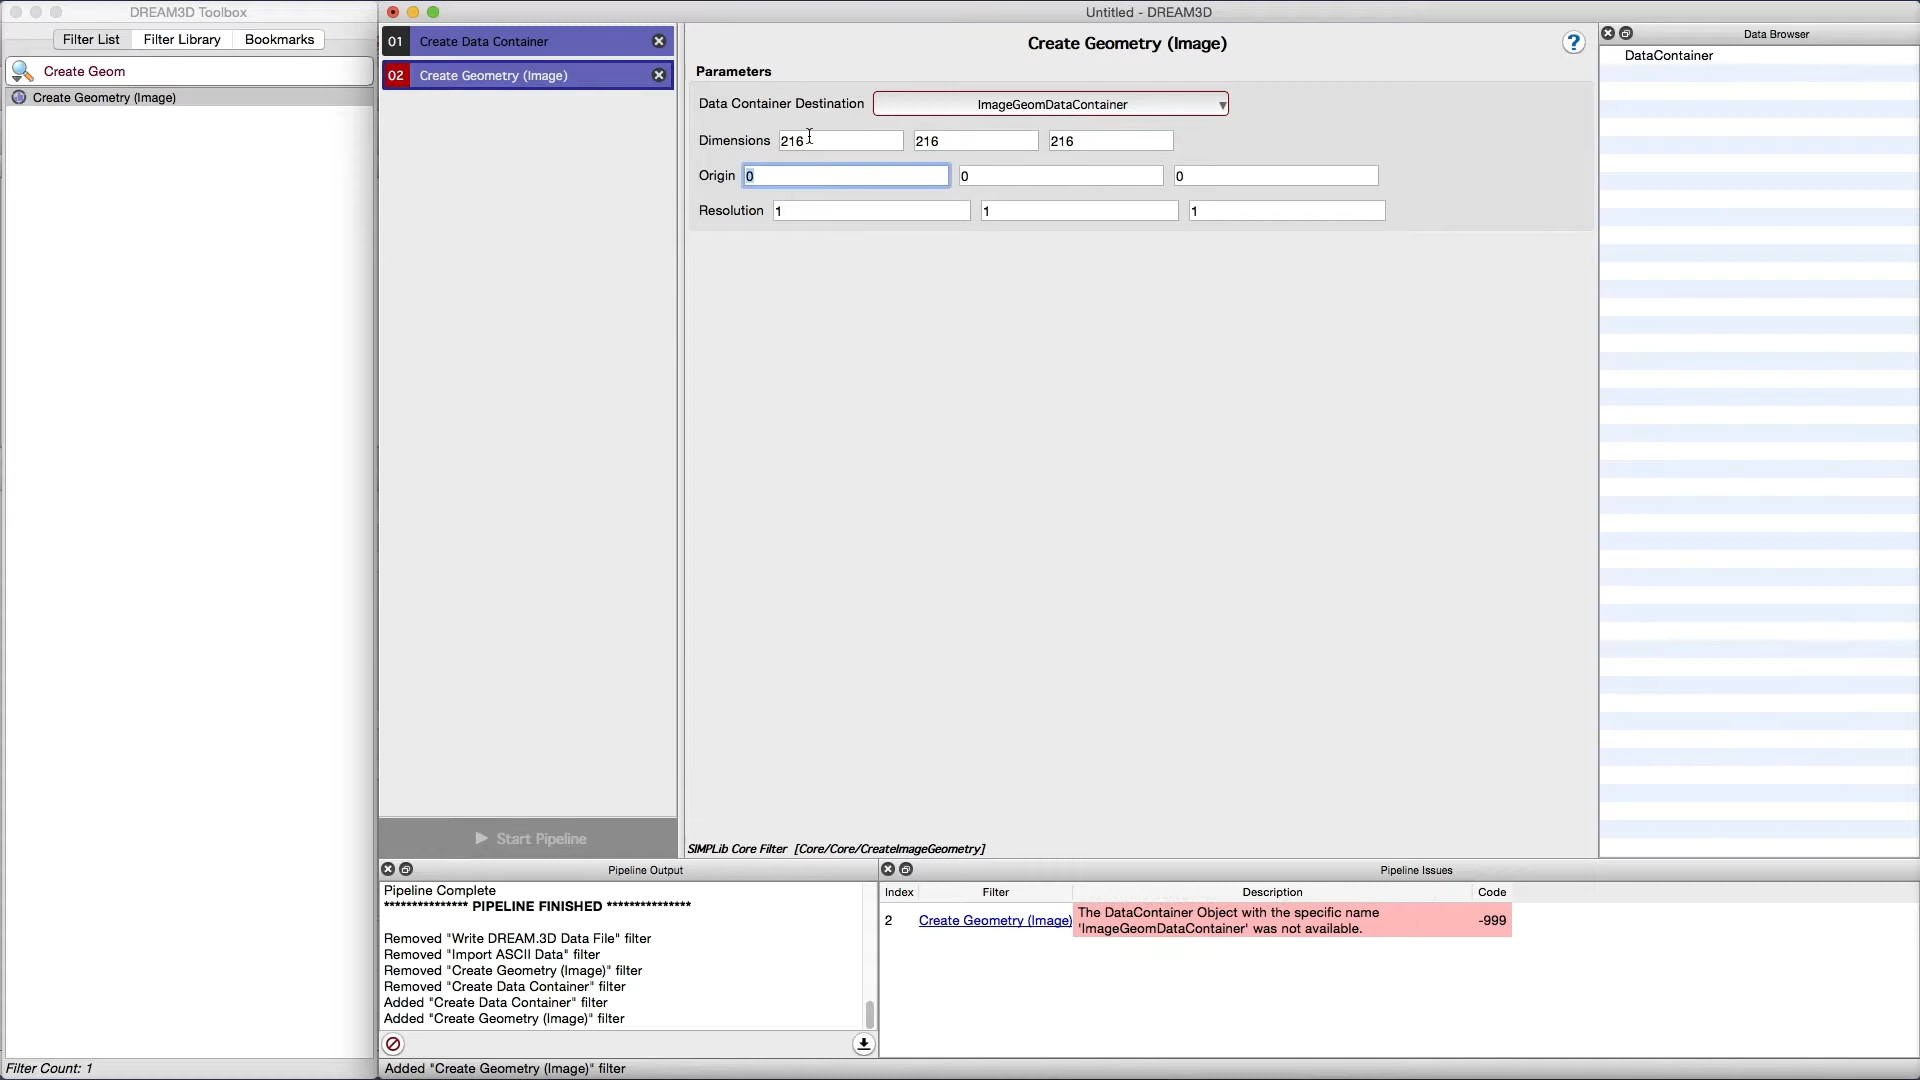 DREAM3D Toolbox
Filter List
Filter Library
Bookmarks
Create Geom
Create Geometry (Image)
Filter Count: 1
Untitled - DREAM3D
01 Create Data Container
02 Create Geometry (Image)
Start Pipeline
Create Geometry (Image)
?
Parameters
Data Container Destination ImageGeomDataContainer
Dimensions 216 216 216
Origin 0 0 0
Resolution 1 1 1
SIMPLib Core Filter [Core/Core/CreateImageGeometry]
Data Browser
DataContainer
Pipeline Output
Pipeline Complete
*************** PIPELINE FINISHED ***************
Removed "Write DREAM.3D Data File" filter
Removed "Import ASCII Data" filter
Removed "Create Geometry (Image)" filter
Removed "Create Data Container" filter
Added "Create Data Container" filter
Added "Create Geometry (Image)" filter
Pipeline Issues
Index Filter Description Code
2 Create Geometry (Image) The DataContainer Object with the specific name -999
'ImageGeomDataContainer' was not available.
Added "Create Geometry (Image)" filter